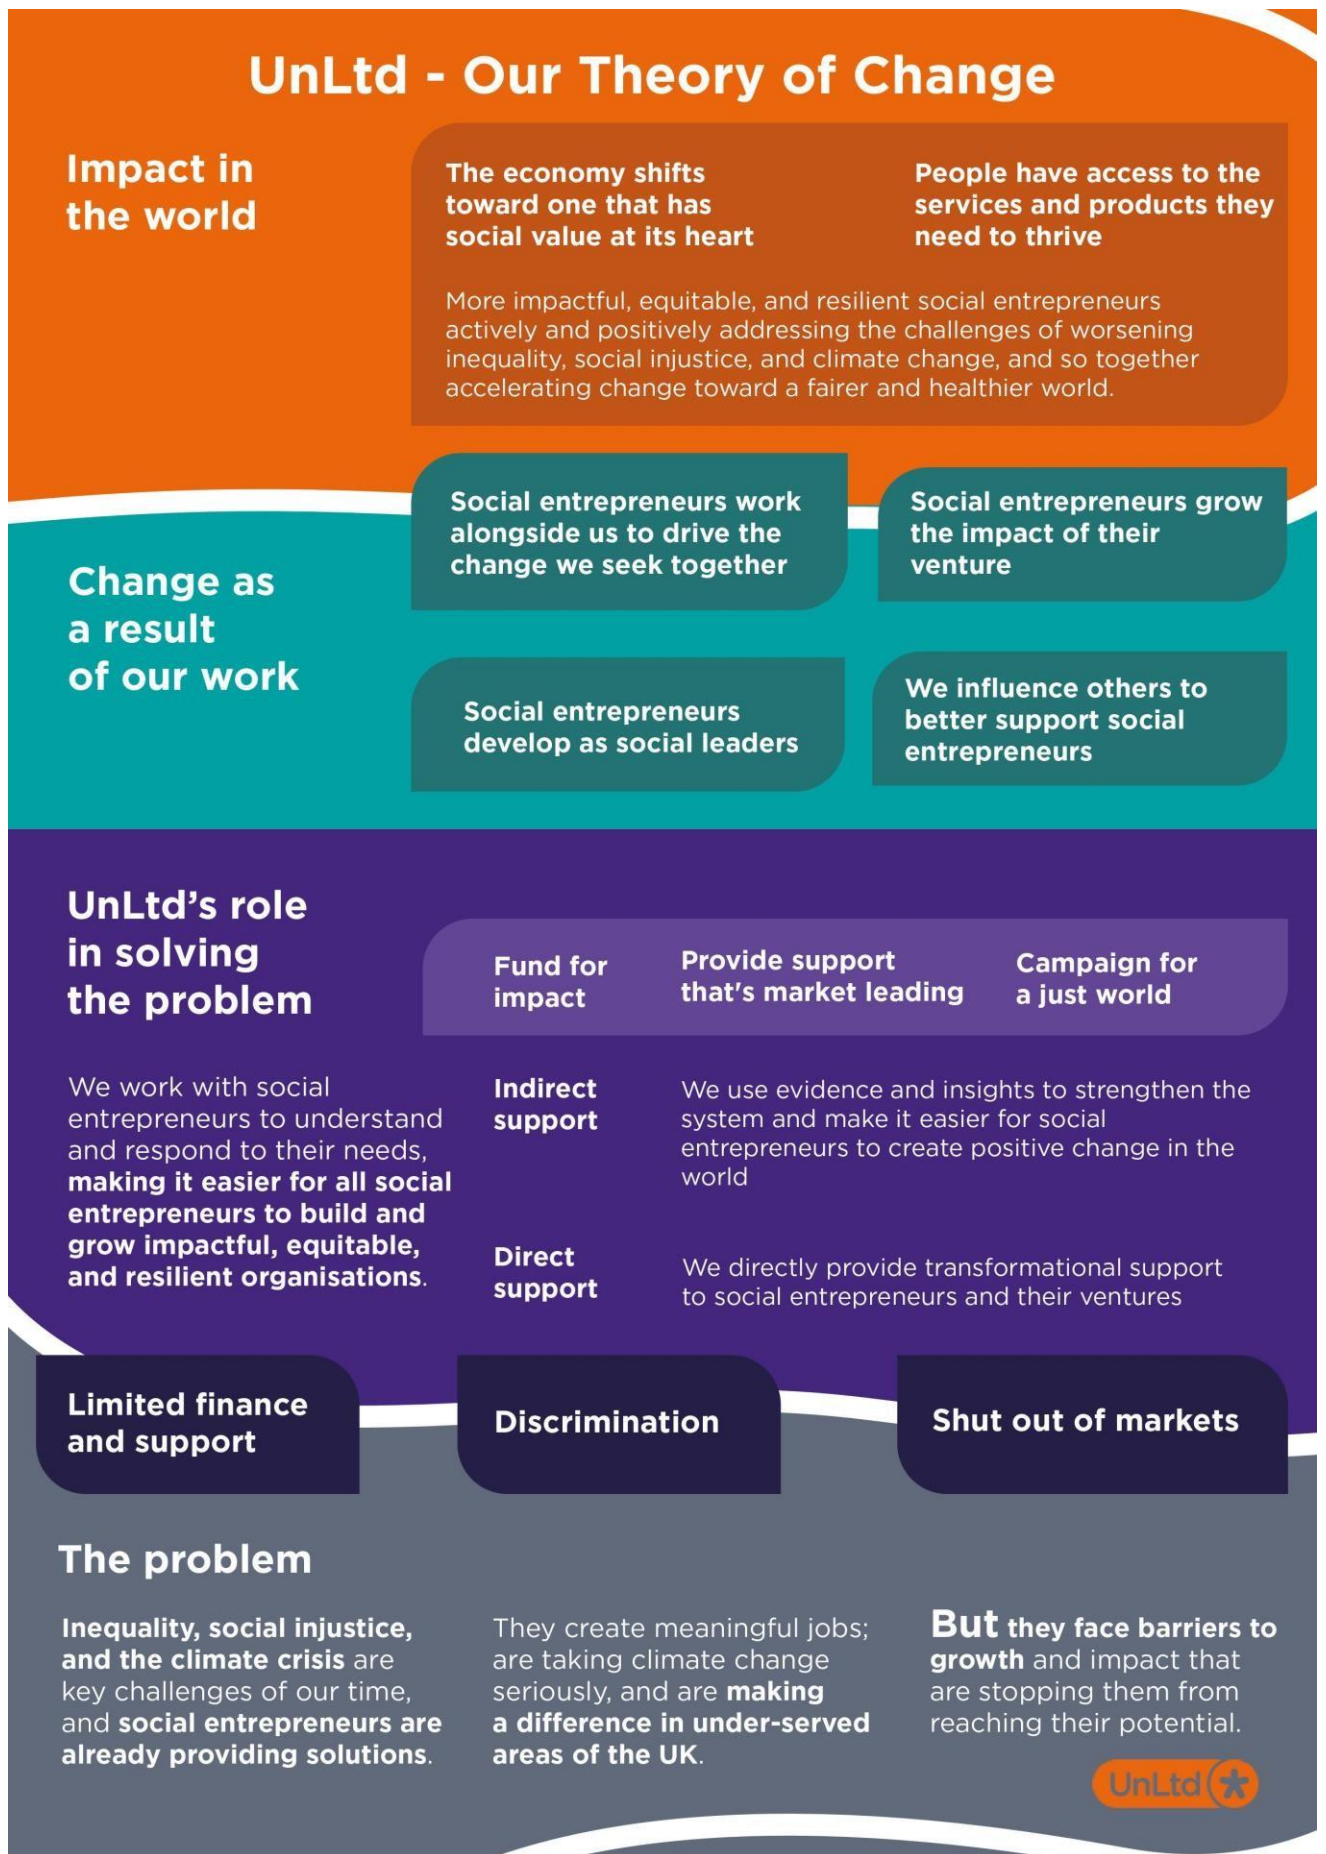 UnLtd - Our Theory of Change
Impact in
the world
The economy shifts
toward one that has
social value at its heart
People have access to the
services and products they
need to thrive
More impactful, equitable, and resilient social entrepreneurs
actively and positively addressing the challenges of worsening
inequality, social injustice, and climate change, and so together
accelerating change toward a fairer and healthier world.
Change as
a result
of our work
Social entrepreneurs work
alongside us to drive the
change we seek together
Social entrepreneurs grow
the impact of their
venture
Social entrepreneurs
develop as social leaders
We influence others to
better support social
entrepreneurs
UnLtd's role
in solving
the problem
We work with social
entrepreneurs to understand
and respond to their needs,
making it easier for all social
entrepreneurs to build and
grow impactful, equitable,
and resilient organisations.
Fund for
impact
Provide support
that's market leading
Campaign for
a just world
Indirect
support
We use evidence and insights to strengthen the
system and make it easier for social
entrepreneurs to create positive change in the
world
Direct
support
We directly provide transformational support
to social entrepreneurs and their ventures
Limited finance
and support
Discrimination
Shut out of markets
The problem
Inequality, social injustice,
and the climate crisis are
key challenges of our time,
and social entrepreneurs are
already providing solutions.
They create meaningful jobs;
are taking climate change
seriously, and are making
a difference in under-served
areas of the UK.
But they face barriers to
growth and impact that
are stopping them from
reaching their potential.
UnLtd